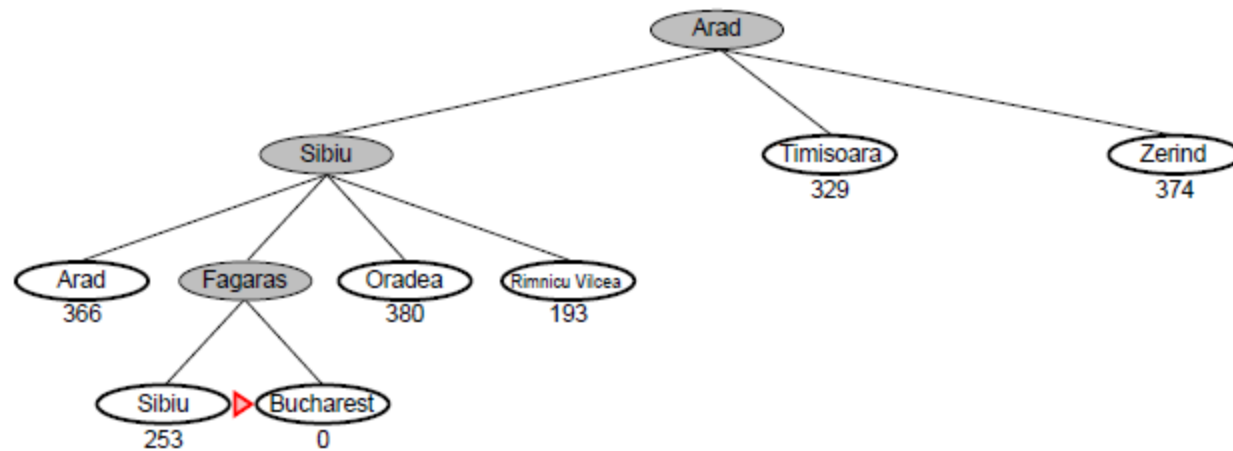 Arad
Sibiu
Timisoara
Zerind
329
374
Arad
Fagaras
Oradea
Rimnicu Vilcea
366
380
193
Sibiu
Bucharest
253
0